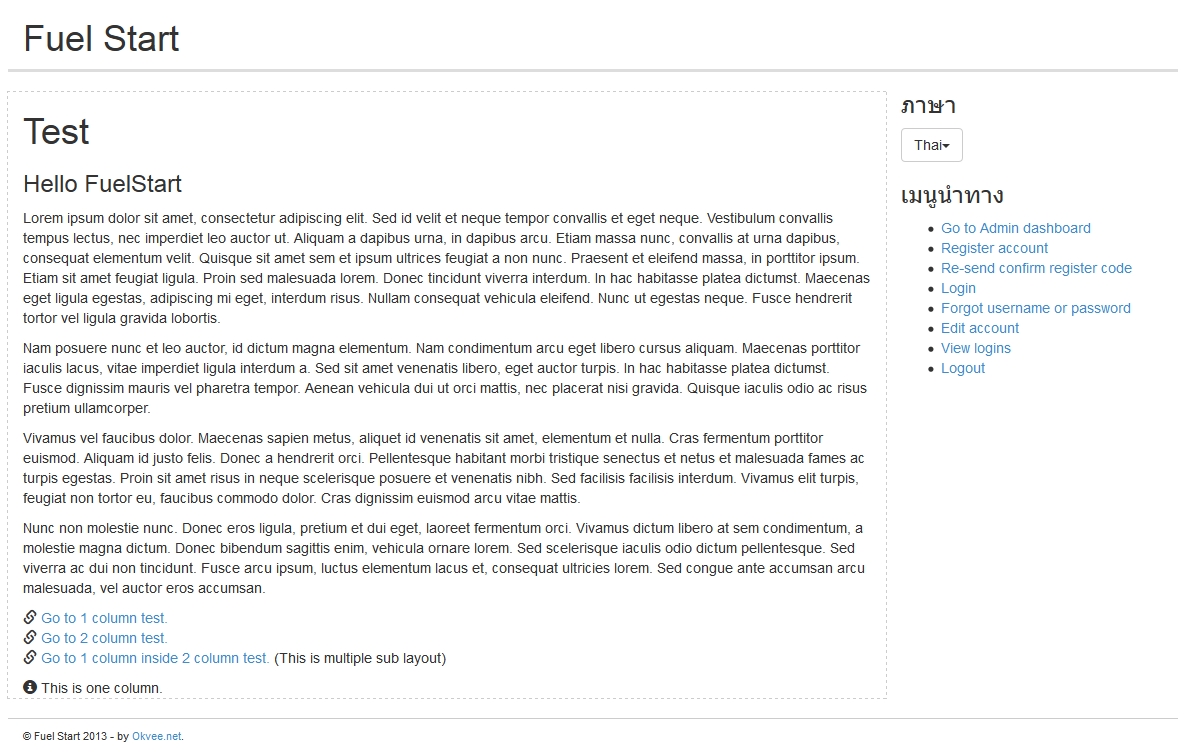 Fuel Start
Test
Hello FuelStart
Lorem ipsum dolor sit amet, consectetur adipiscing elit. Sed id velit et neque tempor convallis et eget neque. Vestibulum convallis
tempus lectus, nec imperdiet leo auctor ut. Aliquam a dapibus urna, in dapibus arcu. Etiam massa nunc, convallis at urna dapibus,
consequat elementum velit. Quisque sit amet sem et ipsum ultrices feugiat a non nunc. Praesent et eleifend massa, in porttitor ipsum.
Etiam sit amet feugiat ligula. Proin sed malesuada lorem. Donec tincidunt viverra interdum. In hac habitasse platea dictumst. Maecenas
eget ligula egestas, adipiscing mi eget, interdum risus. Nullam consequat vehicula eleifend. Nunc ut egestas neque. Fusce hendrerit
tortor vel ligula gravida lobortis.
Nam posuere nunc et leo auctor, id dictum magna elementum. Nam condimentum arcu eget libero cursus aliquam. Maecenas porttitor
iaculis lacus, vitae imperdiet ligula interdum a. Sed sit amet venenatis libero, eget auctor turpis. In hac habitasse platea dictumst.
Fusce dignissim mauris vel pharetra tempor. Aenean vehicula dui ut orci mattis, nec placerat nisi gravida. Quisque iaculis odio ac risus
pretium ullamcorper.
Vivamus vel faucibus dolor. Maecenas sapien metus, aliquet id venenatis sit amet, elementum et nulla. Cras fermentum porttitor
euismod. Aliquam id justo felis. Donec a hendrerit orci. Pellentesque habitant morbi tristique senectus et netus et malesuada fames ac
turpis egestas. Proin sit amet risus in neque scelerisque posuere et venenatis nibh. Sed facilisis facilisis interdum. Vivamus elit turpis,
feugiat non tortor eu, faucibus commodo dolor. Cras dignissim euismod arcu vitae mattis.
Nunc non molestie nunc. Donec eros ligula, pretium et dui eget, laoreet fermentum orci. Vivamus dictum libero at sem condimentum, a
molestie magna dictum. Donec bibendum sagittis enim, vehicula ornare lorem. Sed scelerisque iaculis odio dictum pellentesque. Sed
viverra ac dui non tincidunt. Fusce arcu ipsum, luctus elementum lacus et, consequat ultricies lorem. Sed congue ante accumsan arcu
malesuada, vel auctor eros accumsan.
Go to 1 column test.
Go to 2 column test.
Go to 1 column inside 2 column test. (This is multiple sub layout)
This is one column.
ภาษา
Thai
เมนูนำทาง
Go to Admin dashboard
Register account
Re-send confirm register code
Login
Forgot username or password
Edit account
View logins
Logout
© Fuel Start 2013 - by Okvee.net.